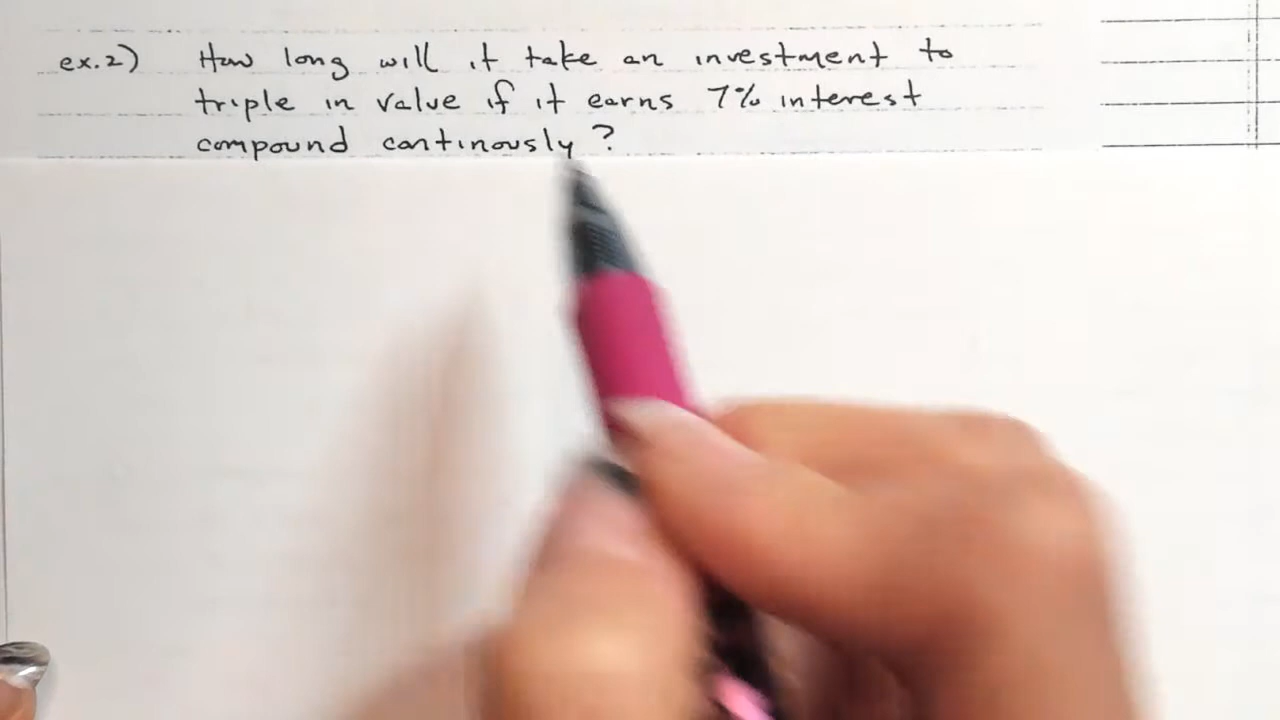 ex.2) How long will it take an investment to
triple in value if it earns 7% interest
compound continously?